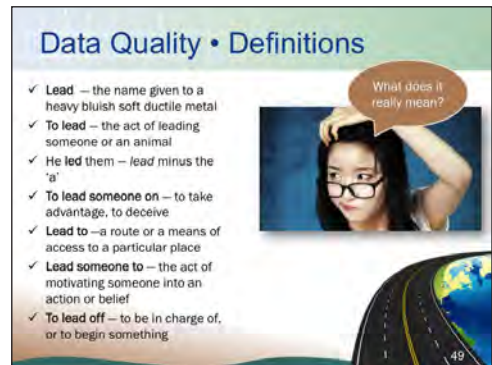 Data Quality • Definitions
✓ Lead — the name given to a
heavy bluish soft ductile metal
✓ To lead — the act of leading
someone or an animal
✓ He led them — lead minus the
'a'
✓ To lead someone on — to take
advantage, to deceive
✓ Lead to —a route or a means of
access to a particular place
✓ Lead someone to — the act of
motivating someone into an
action or belief
✓ To lead off — to be in charge of,
or to begin something
What does it
really mean?
49